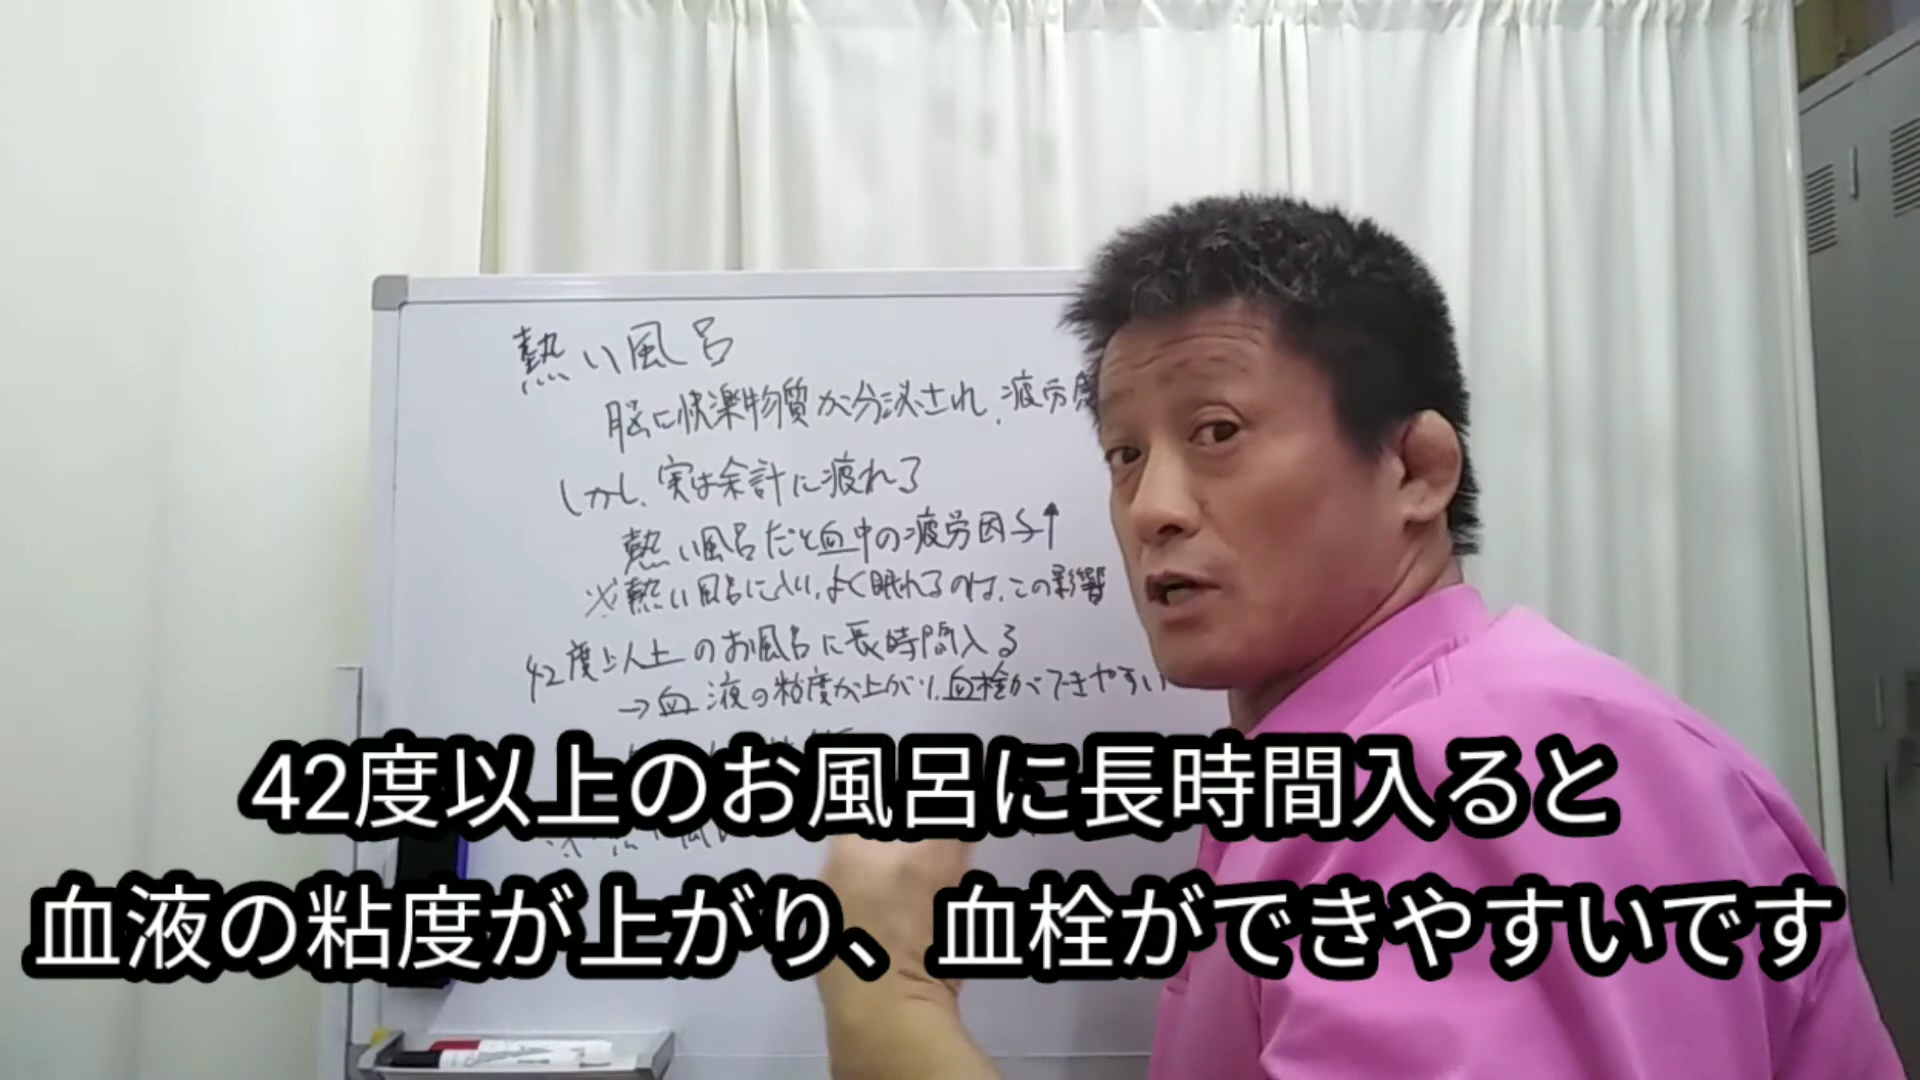 熱い風呂
脳に快楽物質が分泌され、疲労感
しかし、実は余計に疲れる
熱い風呂だと血中の疲労因子↑
※熱い風呂に入り、よく眠れるのは、この影響
42度以上のお風呂に長時間入る
→血液の粘度が上がり、血栓ができやすい
42度以上のお風呂に長時間入ると
血液の粘度が上がり、血栓ができやすいです